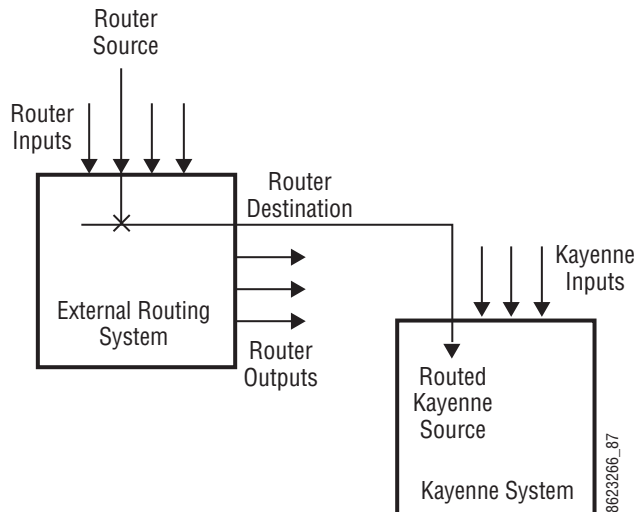 Router
Source
Router
Inputs
Router
Destination
Kayenne
Inputs
External Routing
System
Router
Outputs
Routed
Kayenne
Source
Kayenne System
8623266_87